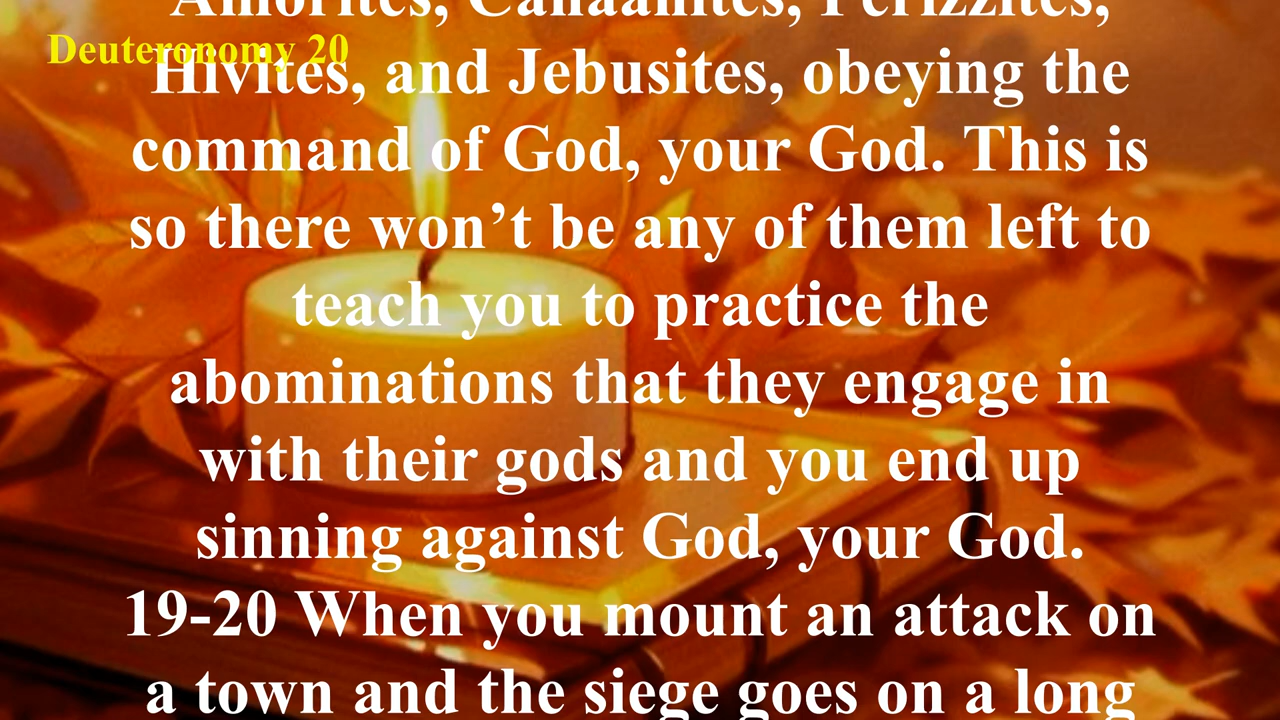 Amorites, Canaanites, Perizzites,
Deuteronomy 20
Hivites, and Jebusites, obeying the
command of God, your God. This is
so there won’t be any of them left to
teach you to practice the
abominations that they engage in
with their gods and you end up
sinning against God, your God.
19-20 When you mount an attack on
a town and the siege goes on a long